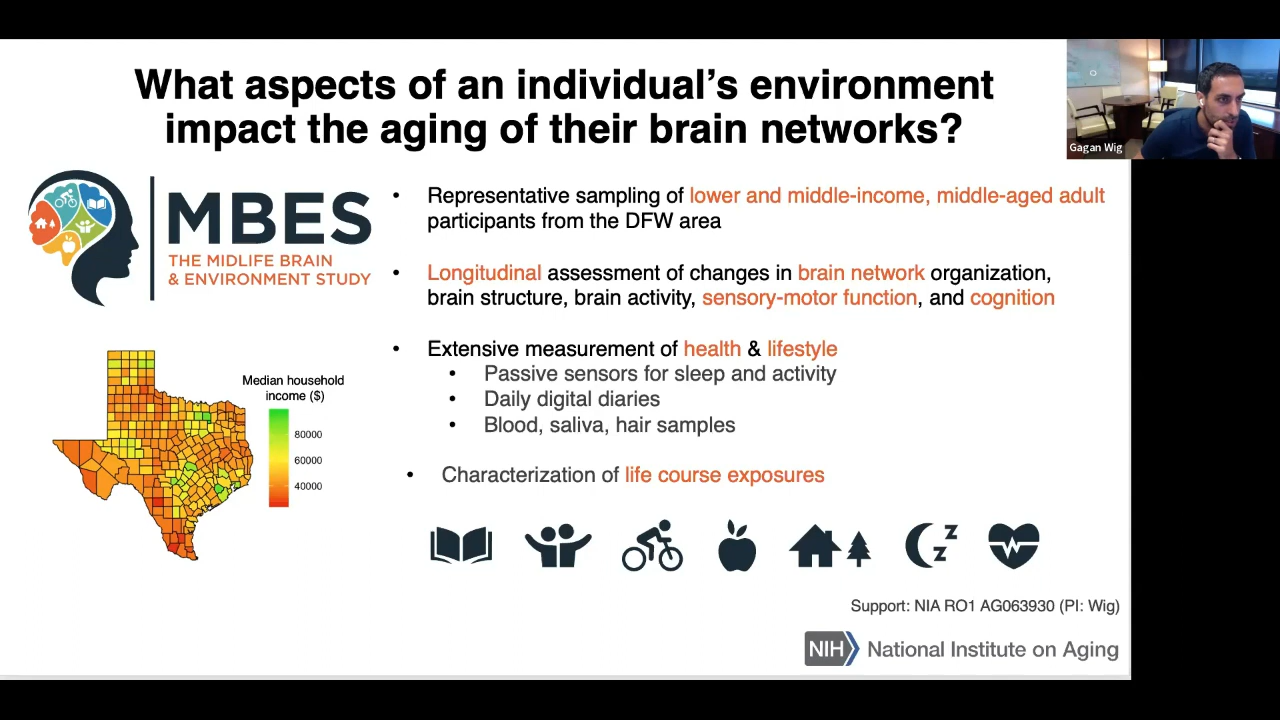 What aspects of an individual's environment
impact the aging of their brain networks?
Gagan Wig
MBES
THE MIDLIFE BRAIN
& ENVIRONMENT STUDY
• Representative sampling of lower and middle-income, middle-aged adult
participants from the DFW area
• Longitudinal assessment of changes in brain network organization,
brain structure, brain activity, sensory-motor function, and cognition
• Extensive measurement of health & lifestyle
• Passive sensors for sleep and activity
• Daily digital diaries
• Blood, saliva, hair samples
• Characterization of life course exposures
Median household
income ($)
80000
60000
40000
z
z
Support: NIA RO1 AG063930 (PI: Wig)
NIH National Institute on Aging